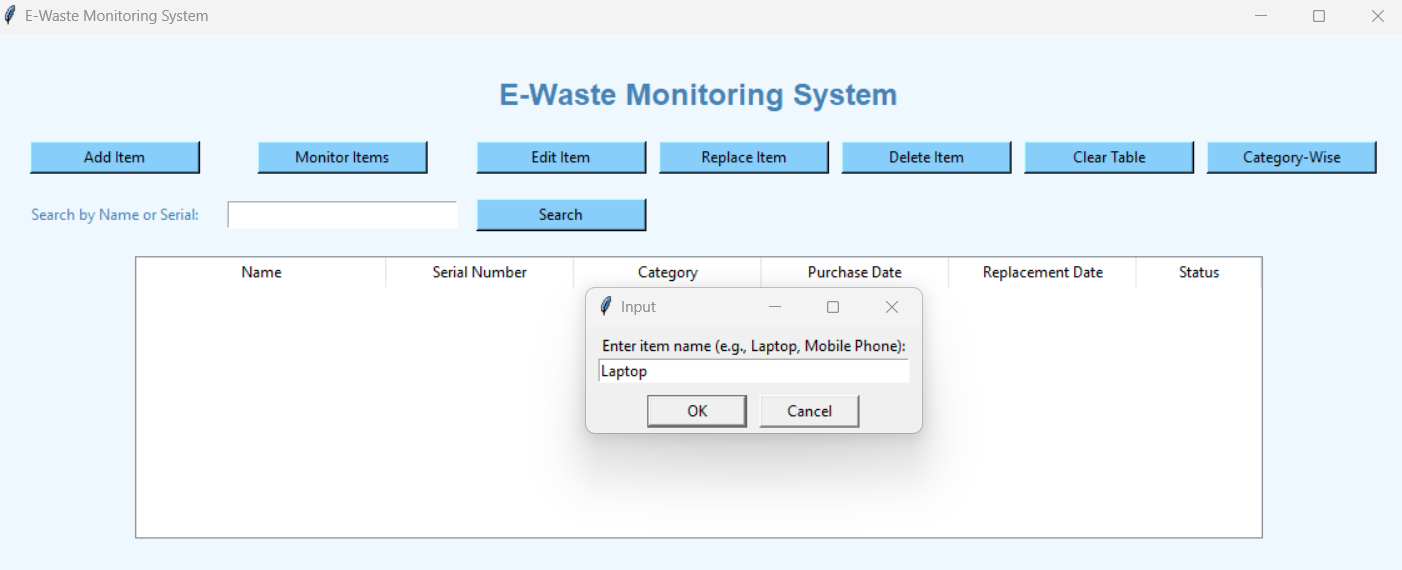 E-Waste Monitoring System
E-Waste Monitoring System
Add Item Monitor Items Edit Item Replace Item Delete Item Clear Table Category-Wise
Search by Name or Serial: Search
Name Serial Number Category Purchase Date Replacement Date Status
Input
Enter item name (e.g., Laptop, Mobile Phone):
Laptop
OK Cancel